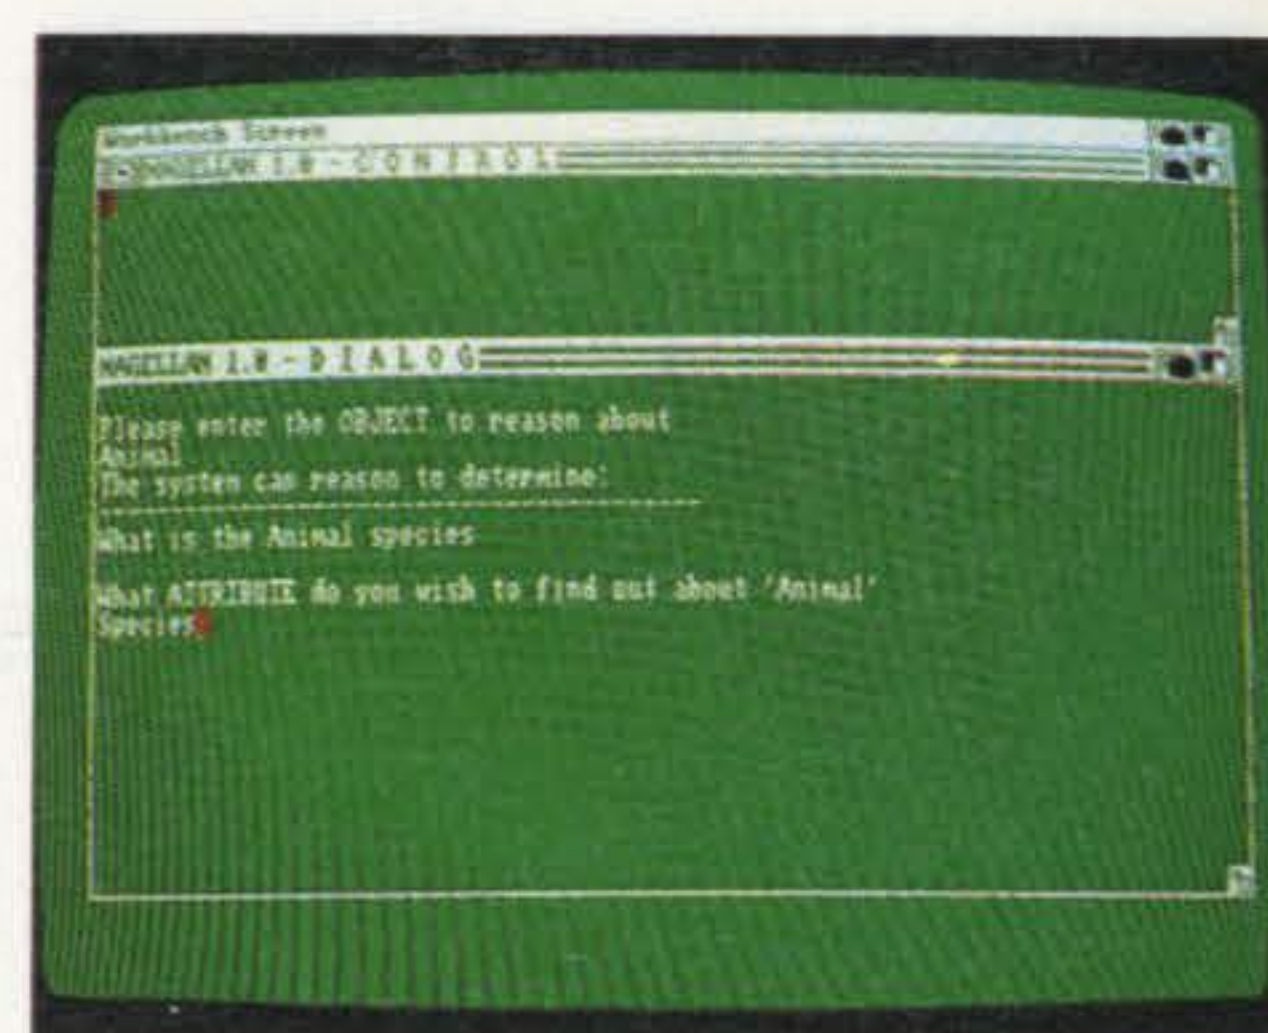 Workbench Screen
MAGELLAN 1.0 - C O N T R O L
MAGELLAN 1.0 - D I A L O G
Please enter the OBJECT to reason about
Animal
The system can reason to determine:
------------------------------------------------
What is the Animal species
What ATTRIBUTE do you wish to find out about 'Animal'
Species